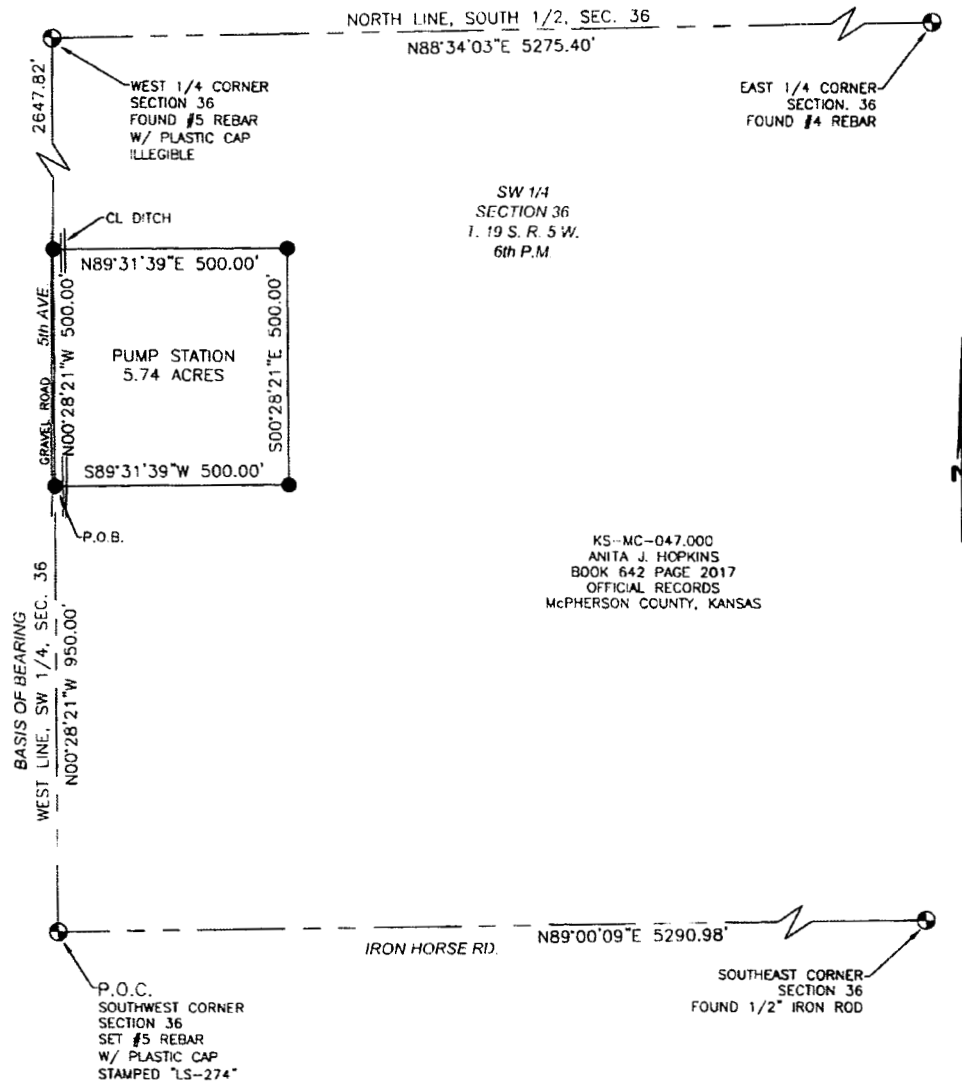 NORTH LINE, SOUTH 1/2, SEC. 36
N88°34'03"E 5275.40'
2647.82'
WEST 1/4 CORNER
SECTION 36
FOUND #5 REBAR
W/ PLASTIC CAP
ILLEGIBLE
EAST 1/4 CORNER
SECTION. 36
FOUND #4 REBAR
SW 1/4
SECTION 36
T. 19 S. R. 5 W.
6th P.M.
CL DITCH
N89°31'39"E 500.00'
GRAVEL ROAD 5th AVE
N00°28'21"W 500.00'
PUMP STATION
5.74 ACRES
S00°28'21"E 500.00'
S89°31'39"W 500.00'
P.O.B.
N
KS-MC-047.000
ANITA J. HOPKINS
BOOK 642 PAGE 2017
OFFICIAL RECORDS
McPHERSON COUNTY, KANSAS
BASIS OF BEARING
WEST LINE, SW 1/4, SEC. 36
N00°28'21"W 950.00'
IRON HORSE RD.
N89°00'09"E 5290.98'
P.O.C.
SOUTHWEST CORNER
SECTION 36
SET #5 REBAR
W/ PLASTIC CAP
STAMPED "LS-274"
SOUTHEAST CORNER
SECTION 36
FOUND 1/2" IRON ROD